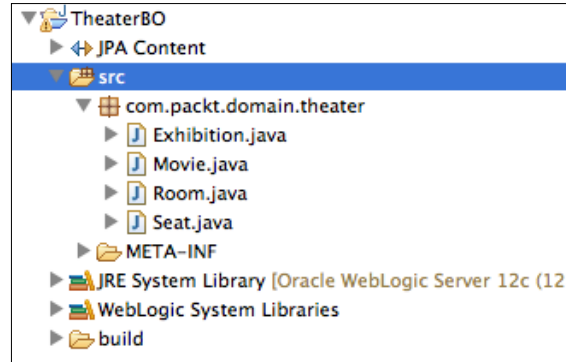 TheaterBO
JPA Content
src
com.packt.domain.theater
Exhibition.java
Movie.java
Room.java
Seat.java
META-INF
JRE System Library [Oracle WebLogic Server 12c (12
WebLogic System Libraries
build